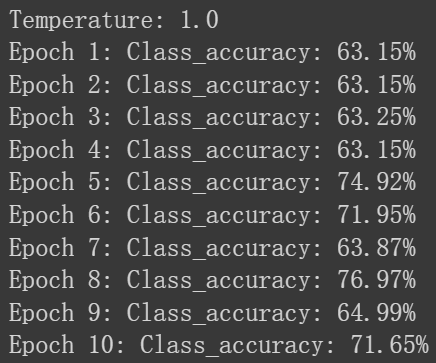 Temperature: 1.0
Epoch 1: Class_accuracy: 63.15%
Epoch 2: Class_accuracy: 63.15%
Epoch 3: Class_accuracy: 63.25%
Epoch 4: Class_accuracy: 63.15%
Epoch 5: Class_accuracy: 74.92%
Epoch 6: Class_accuracy: 71.95%
Epoch 7: Class_accuracy: 63.87%
Epoch 8: Class_accuracy: 76.97%
Epoch 9: Class_accuracy: 64.99%
Epoch 10: Class_accuracy: 71.65%